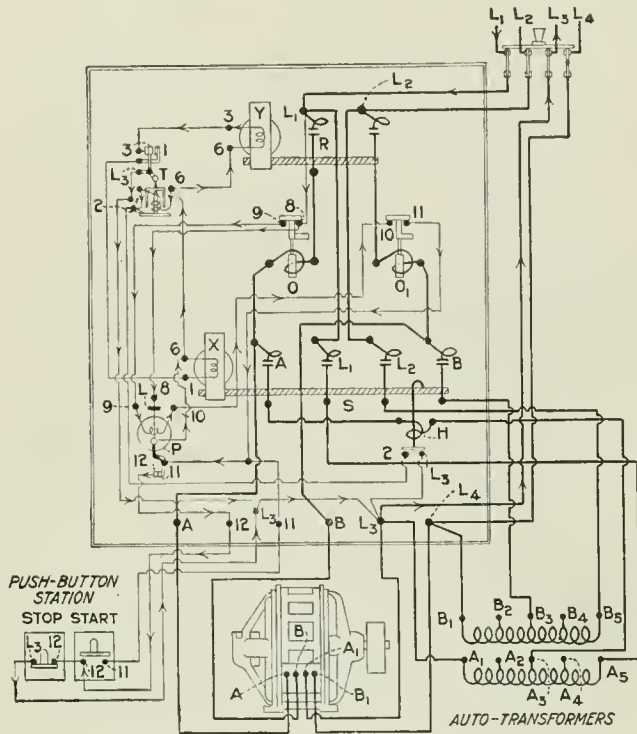 L1 L2 L3 L4
Y
L1
L2
3
3 1
6
R
L3 T 6
2
9 8
10 11
O
O1
X
6
1
A L1 L2 B
L 8
9 10
S
H
P
12
11
2 L3
A 12 L3 11 B L3 L4
PUSH-BUTTON
STATION
STOP START
L3 12
12 11
B1 B2 B3 B4 B5
A1 A2 A3 A4 A5
A B1 A1 B1
AUTO-TRANSFORMERS